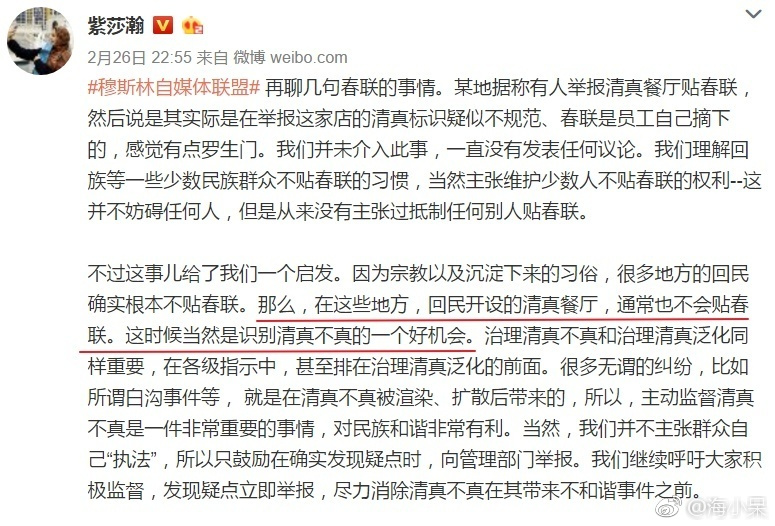 紫莎瀚
2月26日 22:55 来自 微博 weibo.com
#穆斯林自媒体联盟# 再聊几句春联的事情。某地据称有人举报清真餐厅贴春联，
然后说是其实际是在举报这家店的清真标识疑似不规范、春联是员工自己摘下
的，感觉有点罗生门。我们并未介入此事，一直没有发表任何议论。我们理解回
族等一些少数民族群众不贴春联的习惯，当然主张维护少数人不贴春联的权利--这
并不妨碍任何人，但是从来没有主张过抵制任何别人贴春联。
不过这事儿给了我们一个启发。因为宗教以及沉淀下来的习俗，很多地方的回民
确实根本不贴春联。那么，在这些地方，回民开设的清真餐厅，通常也不会贴春
联。这时候当然是识别清真不真的一个好机会。治理清真不真和治理清真泛化同
样重要，在各级指示中，甚至排在治理清真泛化的前面。很多无谓的纠纷，比如
所谓白沟事件等， 就是在清真不真被渲染、扩散后带来的，所以，主动监督清真
不真是一件非常重要的事情，对民族和谐非常有利。当然，我们并不主张群众自
己“执法”，所以只鼓励在确实发现疑点时，向管理部门举报。我们继续呼吁大家积
极监督，发现疑点立即举报，尽力消除清真不真在其带来不和谐事件之前。
@海小杲